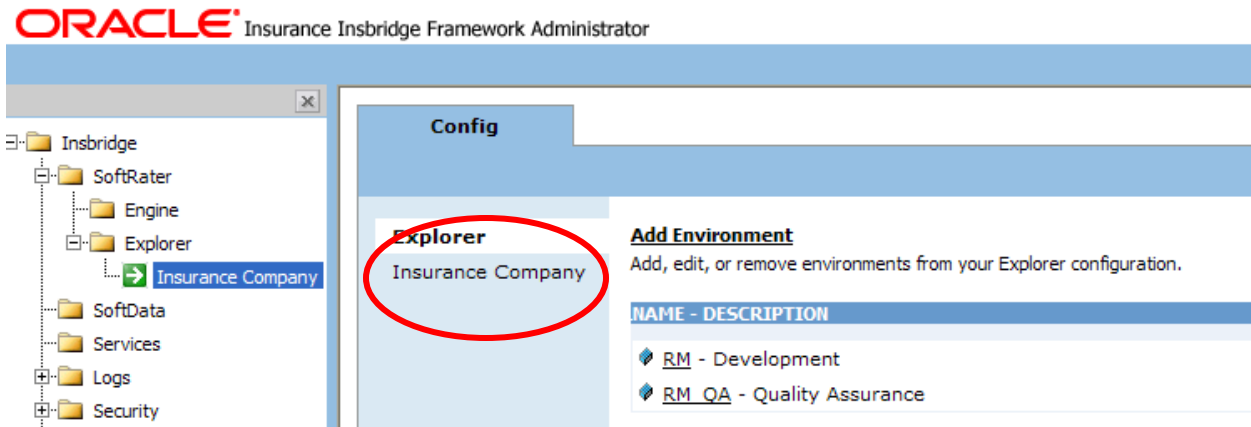 ORACLE Insurance Insbridge Framework Administrator
Insbridge
SoftRater
Engine
Explorer
Insurance Company
SoftData
Services
Logs
Security
Config
Explorer
Insurance Company
Add Environment
Add, edit, or remove environments from your Explorer configuration.
NAME - DESCRIPTION
RM - Development
RM_QA - Quality Assurance